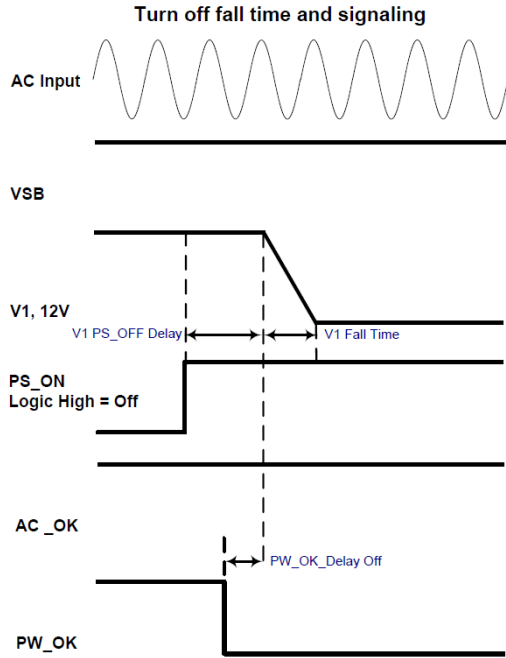 Turn off fall time and signaling
AC Input
VSB
V1, 12V
V1 PS_OFF Delay
V1 Fall Time
PS_ON
Logic High = Off
AC _OK
PW_OK_Delay Off
PW_OK